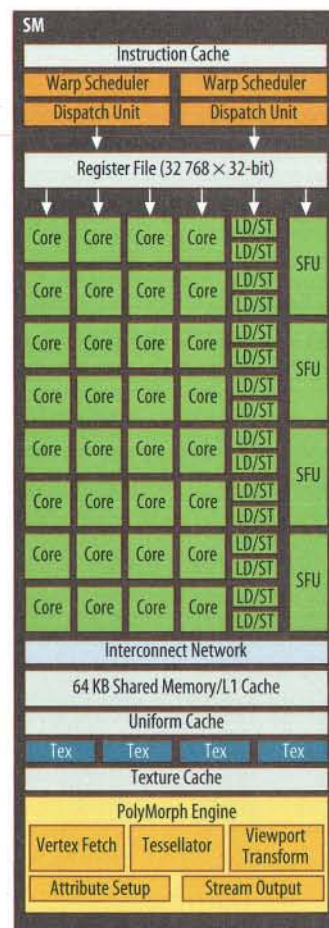 SM
Instruction Cache
Warp Scheduler Warp Scheduler
Dispatch Unit Dispatch Unit
Register File (32 768 × 32-bit)
Core Core Core Core LD/ST LD/ST SFU
Core Core Core Core LD/ST LD/ST
Core Core Core Core LD/ST LD/ST SFU
Core Core Core Core LD/ST LD/ST
Core Core Core Core LD/ST LD/ST SFU
Core Core Core Core LD/ST LD/ST
Core Core Core Core LD/ST LD/ST SFU
Core Core Core Core LD/ST LD/ST
Interconnect Network
64 KB Shared Memory/L1 Cache
Uniform Cache
Tex Tex Tex Tex
Texture Cache
PolyMorph Engine
Vertex Fetch Tessellator Viewport Transform
Attribute Setup Stream Output